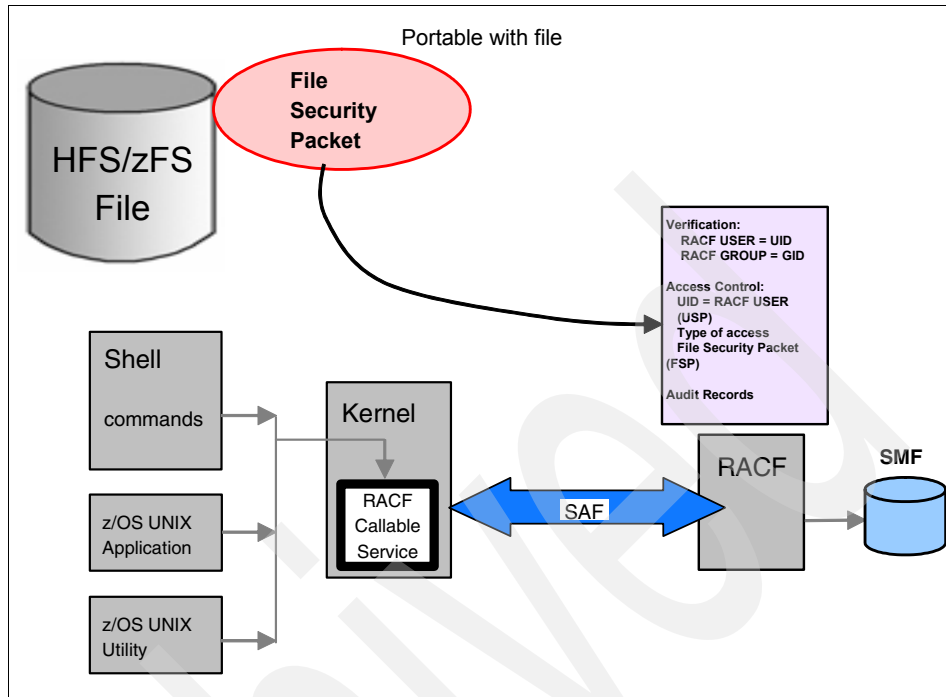 Portable with file
File
Security
Packet
HFS/zFS
File
Verification:
RACF USER = UID
RACF GROUP = GID
Access Control:
UID = RACF USER
(USP)
Type of access
File Security Packet
(FSP)
Audit Records
Shell
commands
z/OS UNIX
Application
z/OS UNIX
Utility
Kernel
RACF
Callable
Service
SAF
RACF
SMF